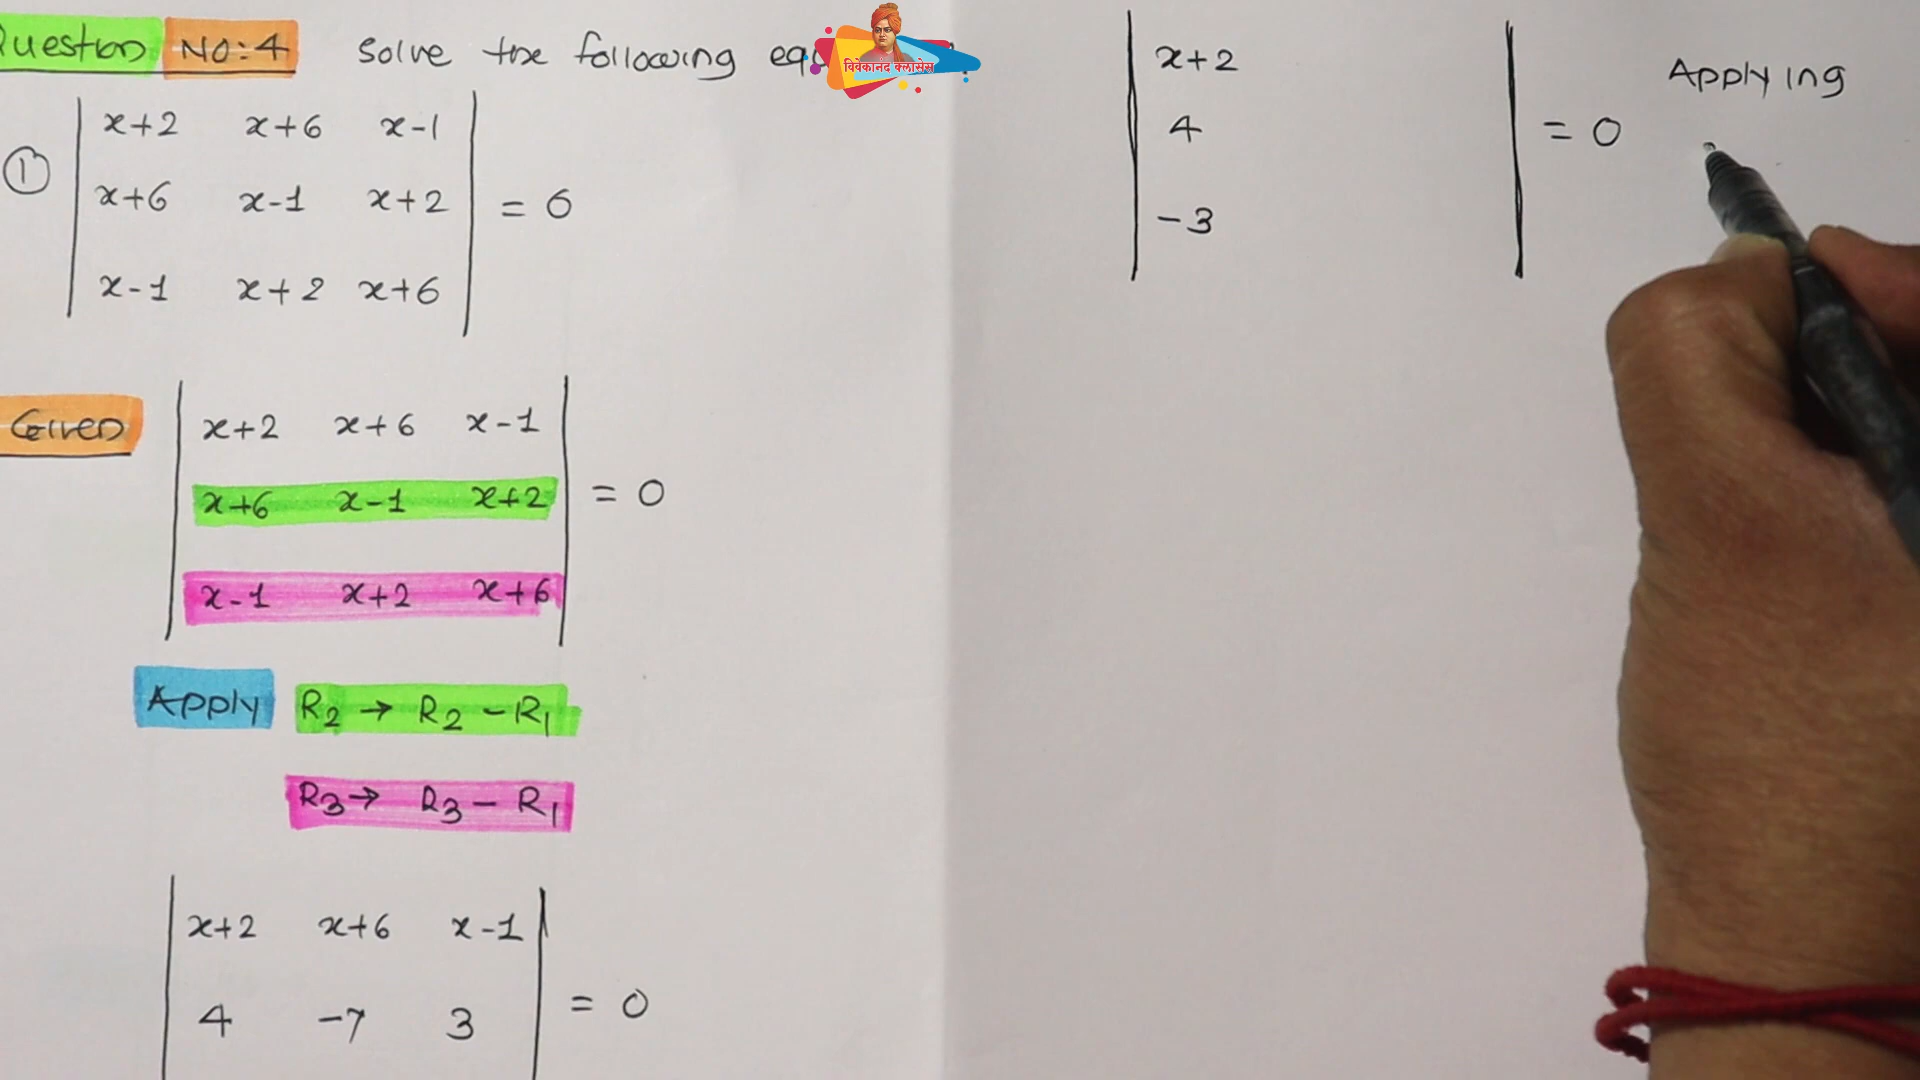 Question No:4 Solve the following
विवेकानंद क्लासेस
① | x+2 x+6 x-1 |
| x+6 x-1 x+2 | = 6
| x-1 x+2 x+6 |
Given | x+2 x+6 x-1 |
| x+6 x-1 x+2 | = 0
| x-1 x+2 x+6 |
Apply R2 → R2 - R1
R3 → R3 - R1
| x+2 x+6 x-1 |
| 4 -7 3 | = 0
| x+2 | Applying
| 4 | = 0
| -3 |